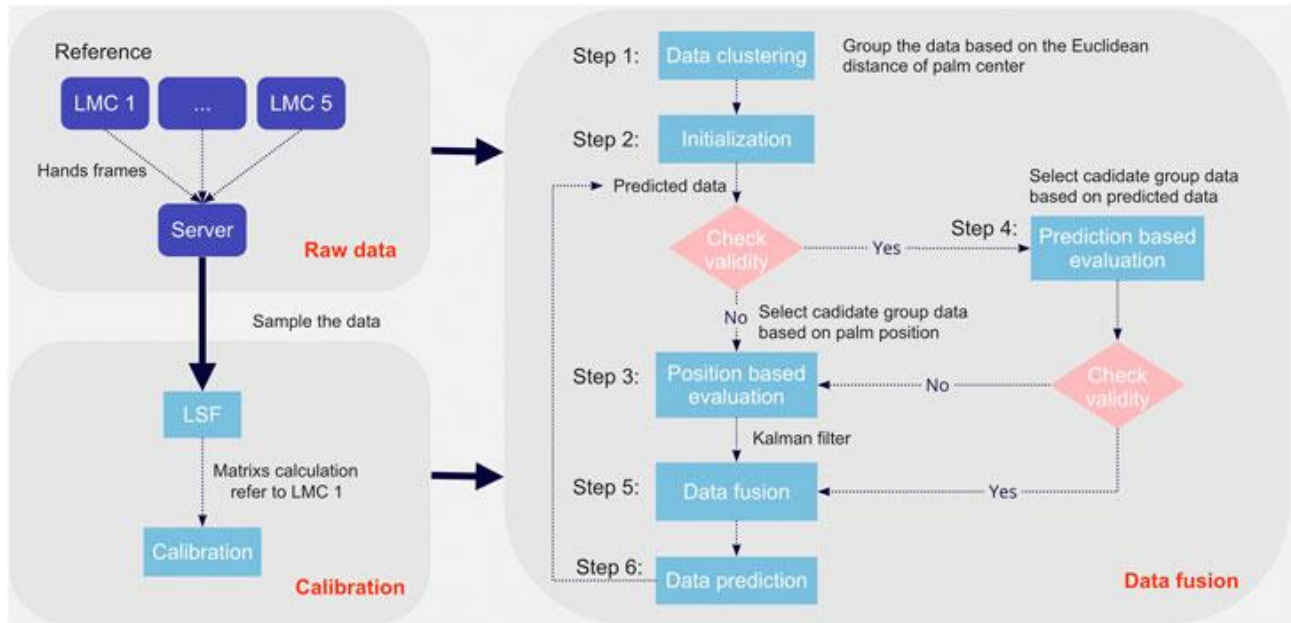 Reference
LMC 1
...
LMC 5
Hands frames
Server
Raw data
Sample the data
LSF
Matrixs calculation
refer to LMC 1
Calibration
Calibration
Step 1:
Data clustering
Group the data based on the Euclidean
distance of palm center
Step 2:
Initialization
Predicted data
Check
validity
Yes
Select cadidate group data
based on predicted data
Step 4:
Prediction based
evaluation
No
Select cadidate group data
based on palm position
Step 3:
Position based
evaluation
No
Check
validity
Kalman filter
Step 5:
Data fusion
Yes
Step 6:
Data prediction
Data fusion